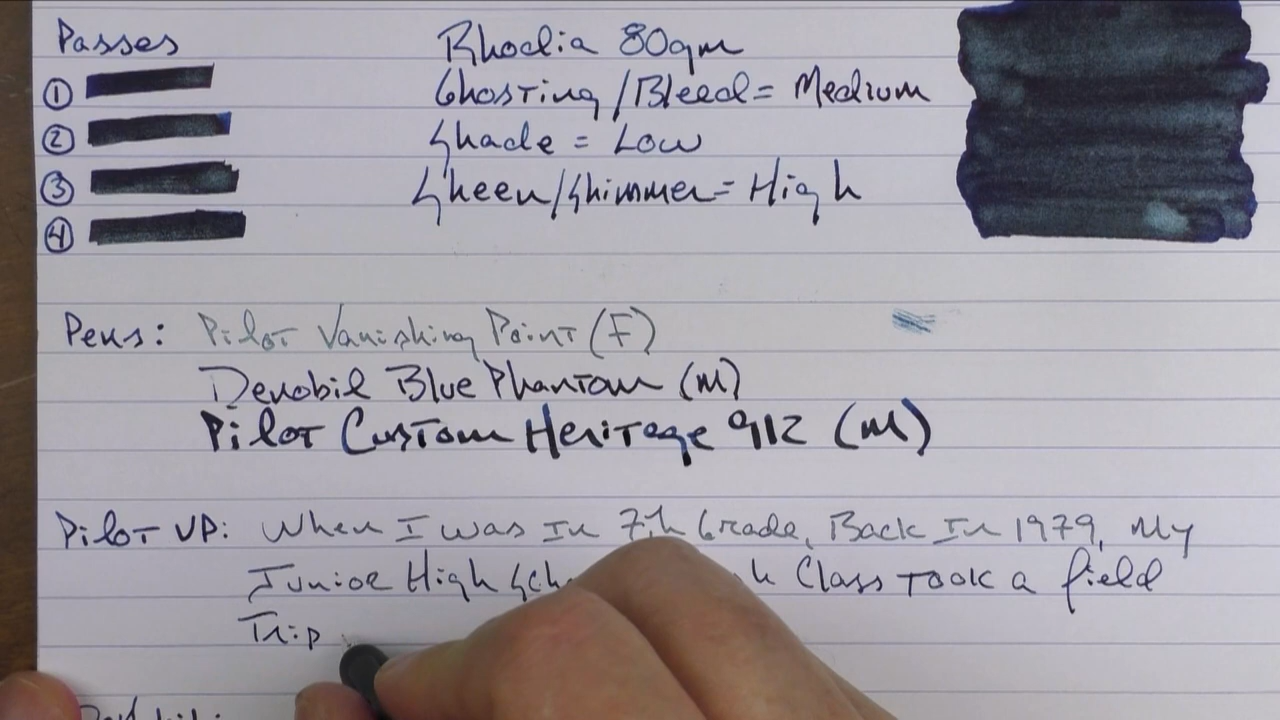 Passes
① 
②
③
④
Rhodia 80gm
Ghosting/Bleed = Medium
Shade = Low
Sheen/Shimmer = High
Pens: Pilot Vanishing Point (F)
Denobil Blue Phantom (M)
Pilot Custom Heritage 912 (M)
Pilot VP: When I was In 7th Grade, Back In 1979, My
Junior High Class Took a field
Trip